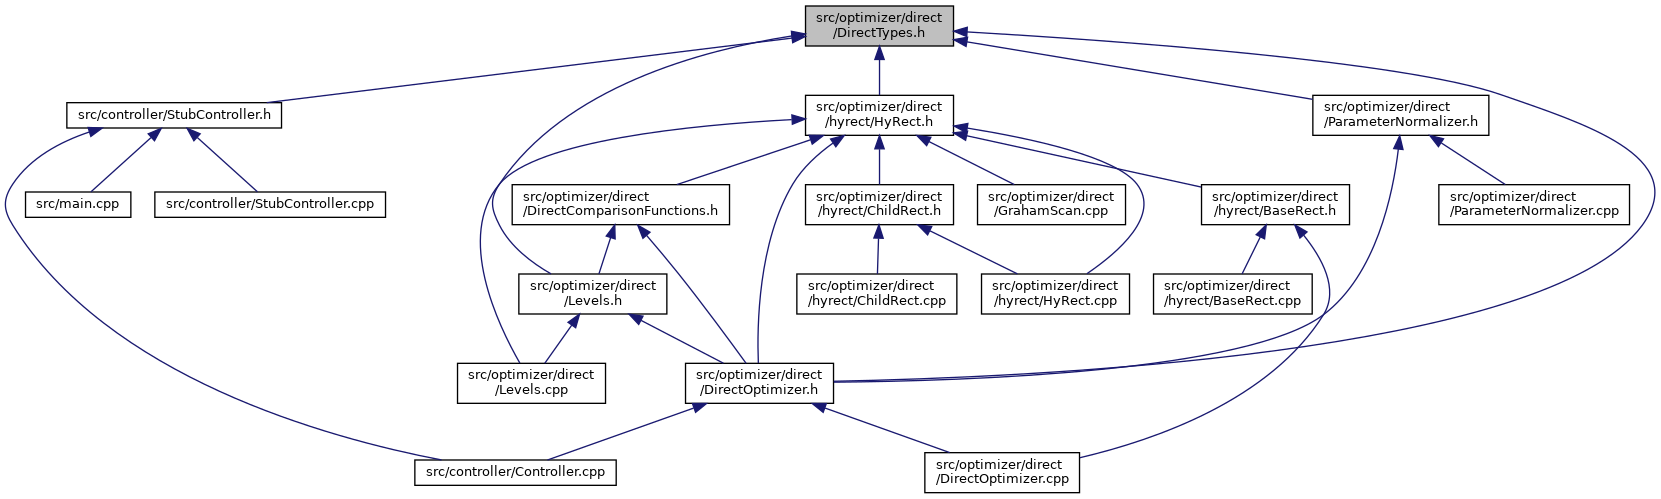 src/optimizer/direct
/DirectTypes.h
src/controller/StubController.h
src/optimizer/direct
/hyrect/HyRect.h
src/optimizer/direct
/ParameterNormalizer.h
src/main.cpp
src/controller/StubController.cpp
src/optimizer/direct
/DirectComparisonFunctions.h
src/optimizer/direct
/hyrect/ChildRect.h
src/optimizer/direct
/GrahamScan.cpp
src/optimizer/direct
/hyrect/BaseRect.h
src/optimizer/direct
/ParameterNormalizer.cpp
src/optimizer/direct
/Levels.h
src/optimizer/direct
/hyrect/ChildRect.cpp
src/optimizer/direct
/hyrect/HyRect.cpp
src/optimizer/direct
/hyrect/BaseRect.cpp
src/optimizer/direct
/Levels.cpp
src/optimizer/direct
/DirectOptimizer.h
src/controller/Controller.cpp
src/optimizer/direct
/DirectOptimizer.cpp